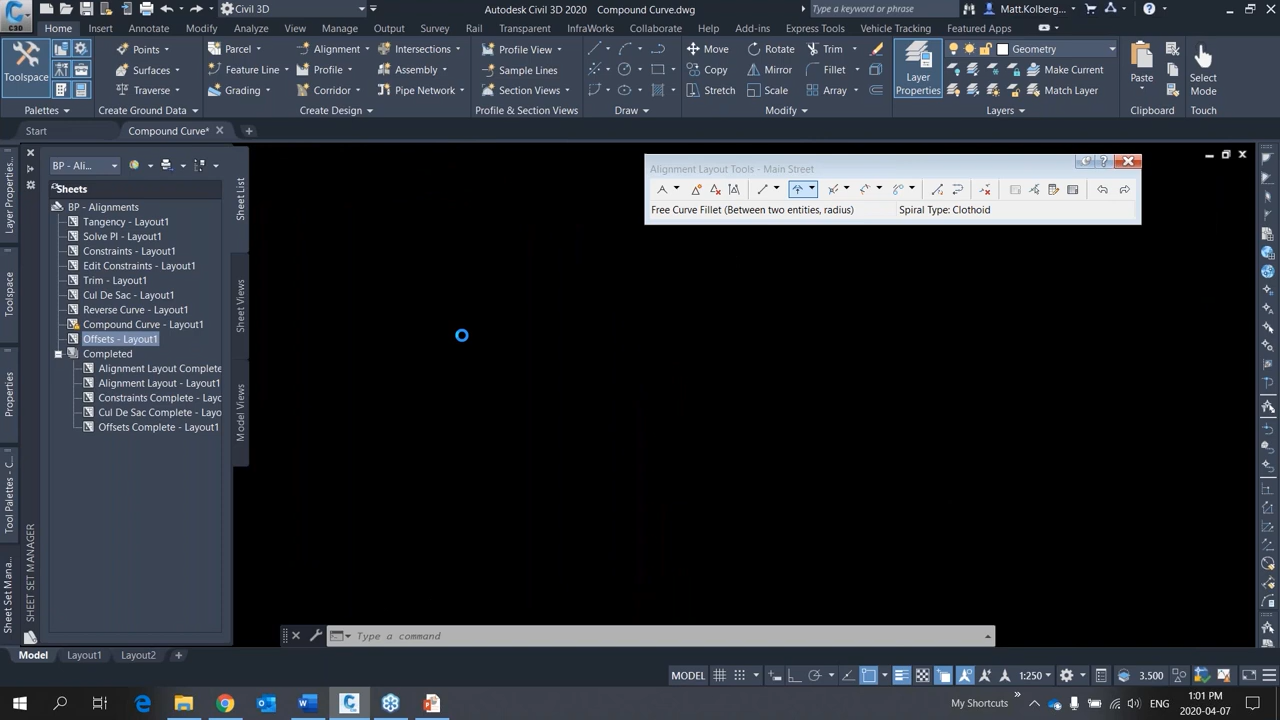 C3D
Civil 3D
Autodesk Civil 3D 2020 Compound Curve.dwg
Type a keyword or phrase
Matt.Kolberg...
Home Insert Annotate Modify Analyze View Manage Output Survey Rail Transparent InfraWorks Collaborate Help Add-ins Express Tools Vehicle Tracking Featured Apps
Toolspace
Points
Surfaces
Traverse
Parcel
Feature Line
Grading
Alignment
Profile
Corridor
Intersections
Assembly
Pipe Network
Profile View
Sample Lines
Section Views
Move
Copy
Stretch
Rotate
Mirror
Scale
Trim
Fillet
Array
Layer
Properties
Geometry
Make Current
Match Layer
Paste
Select
Mode
Palettes
Create Ground Data
Create Design
Profile & Section Views
Draw
Modify
Layers
Clipboard
Touch
Start
Compound Curve*
BP - Ali...
Sheets
BP - Alignments
Tangency - Layout1
Solve PI - Layout1
Constraints - Layout1
Edit Constraints - Layout1
Trim - Layout1
Cul De Sac - Layout1
Reverse Curve - Layout1
Compound Curve - Layout1
Offsets - Layout1
Completed
Alignment Layout Complete
Alignment Layout - Layout1
Constraints Complete - Layo
Cul De Sac Complete - Layo
Offsets Complete - Layout1
Sheet List
Sheet Views
Model Views
Layer Properties...
Toolspace
Properties
Tool Palettes - C...
Sheet Set Mana...
SHEET SET MANAGER
Alignment Layout Tools - Main Street
Free Curve Fillet (Between two entities, radius)
Spiral Type: Clothoid
Type a command
Model Layout1 Layout2
MODEL
1:250
3.500
My Shortcuts
ENG
1:01 PM
2020-04-07